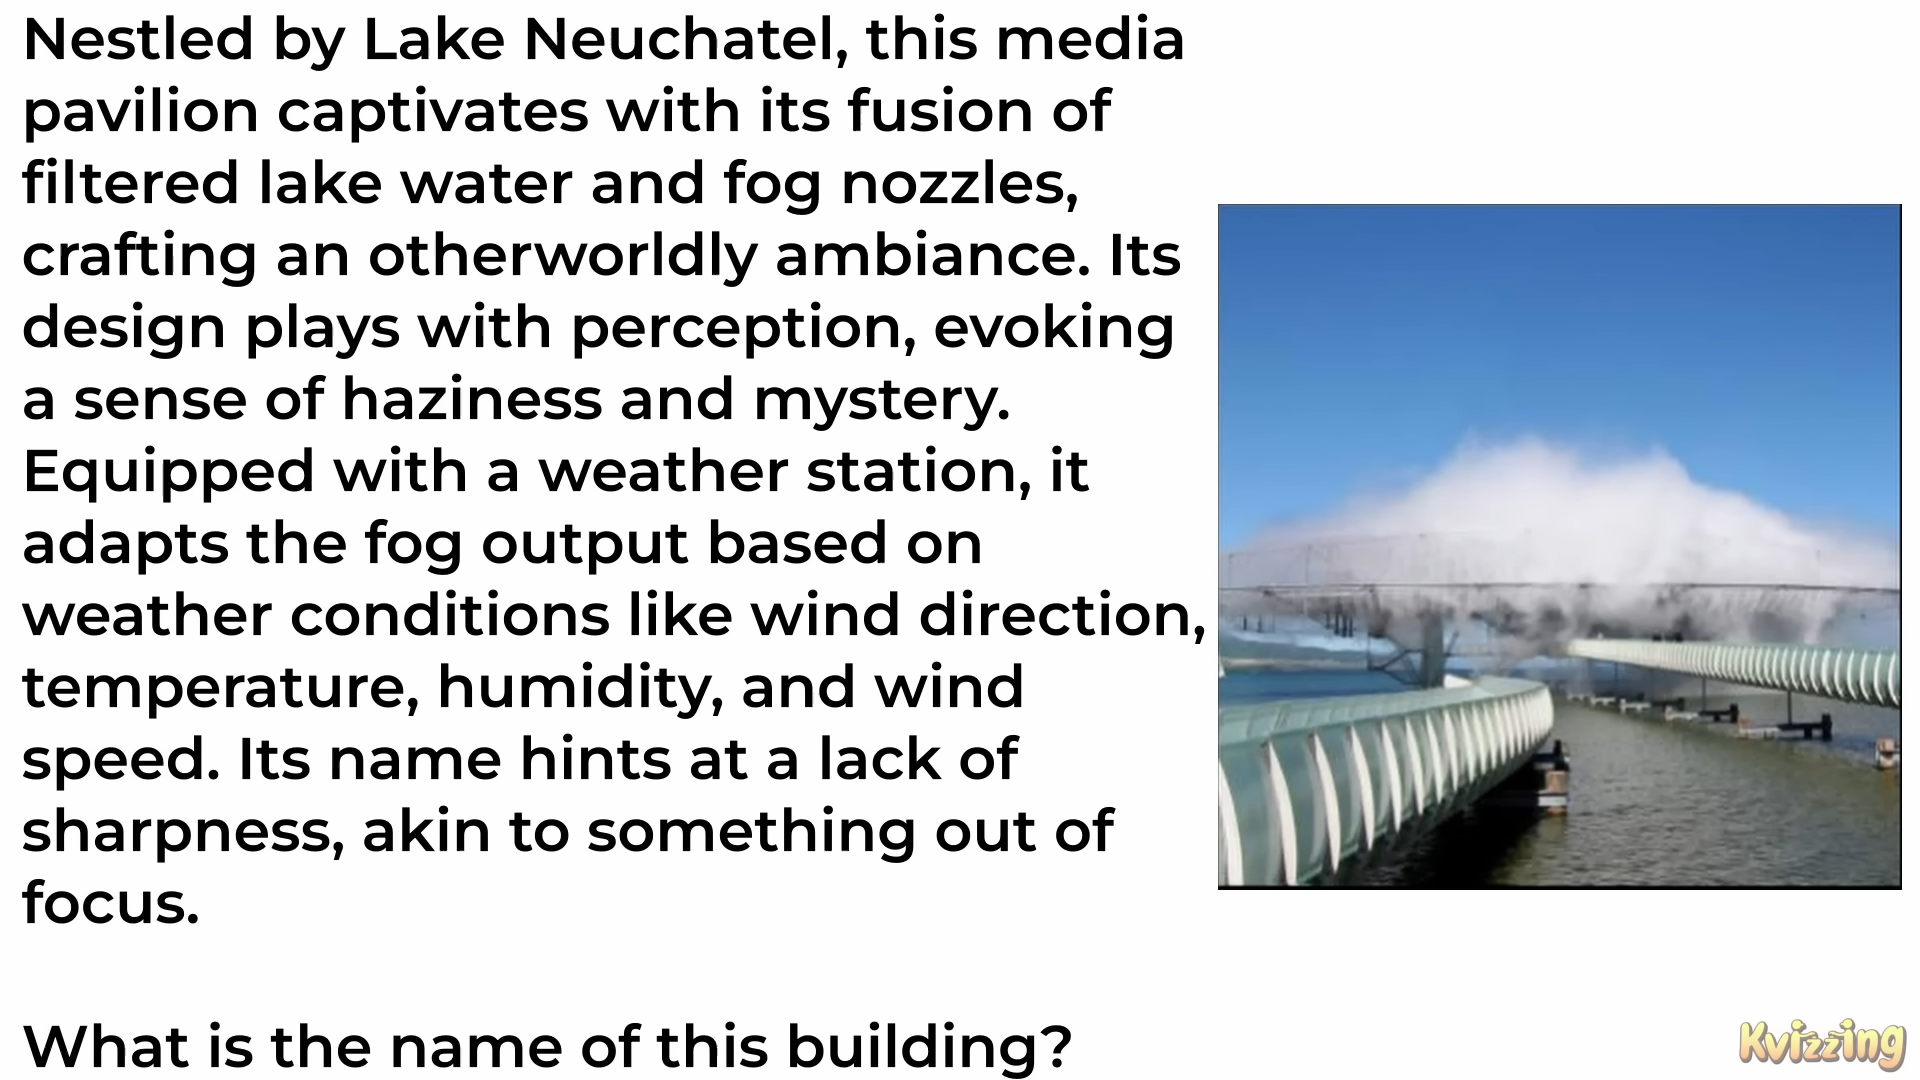 Nestled by Lake Neuchatel, this media
pavilion captivates with its fusion of
filtered lake water and fog nozzles,
crafting an otherworldly ambiance. Its
design plays with perception, evoking
a sense of haziness and mystery.
Equipped with a weather station, it
adapts the fog output based on
weather conditions like wind direction,
temperature, humidity, and wind
speed. Its name hints at a lack of
sharpness, akin to something out of
focus.
What is the name of this building?
Kvizzing